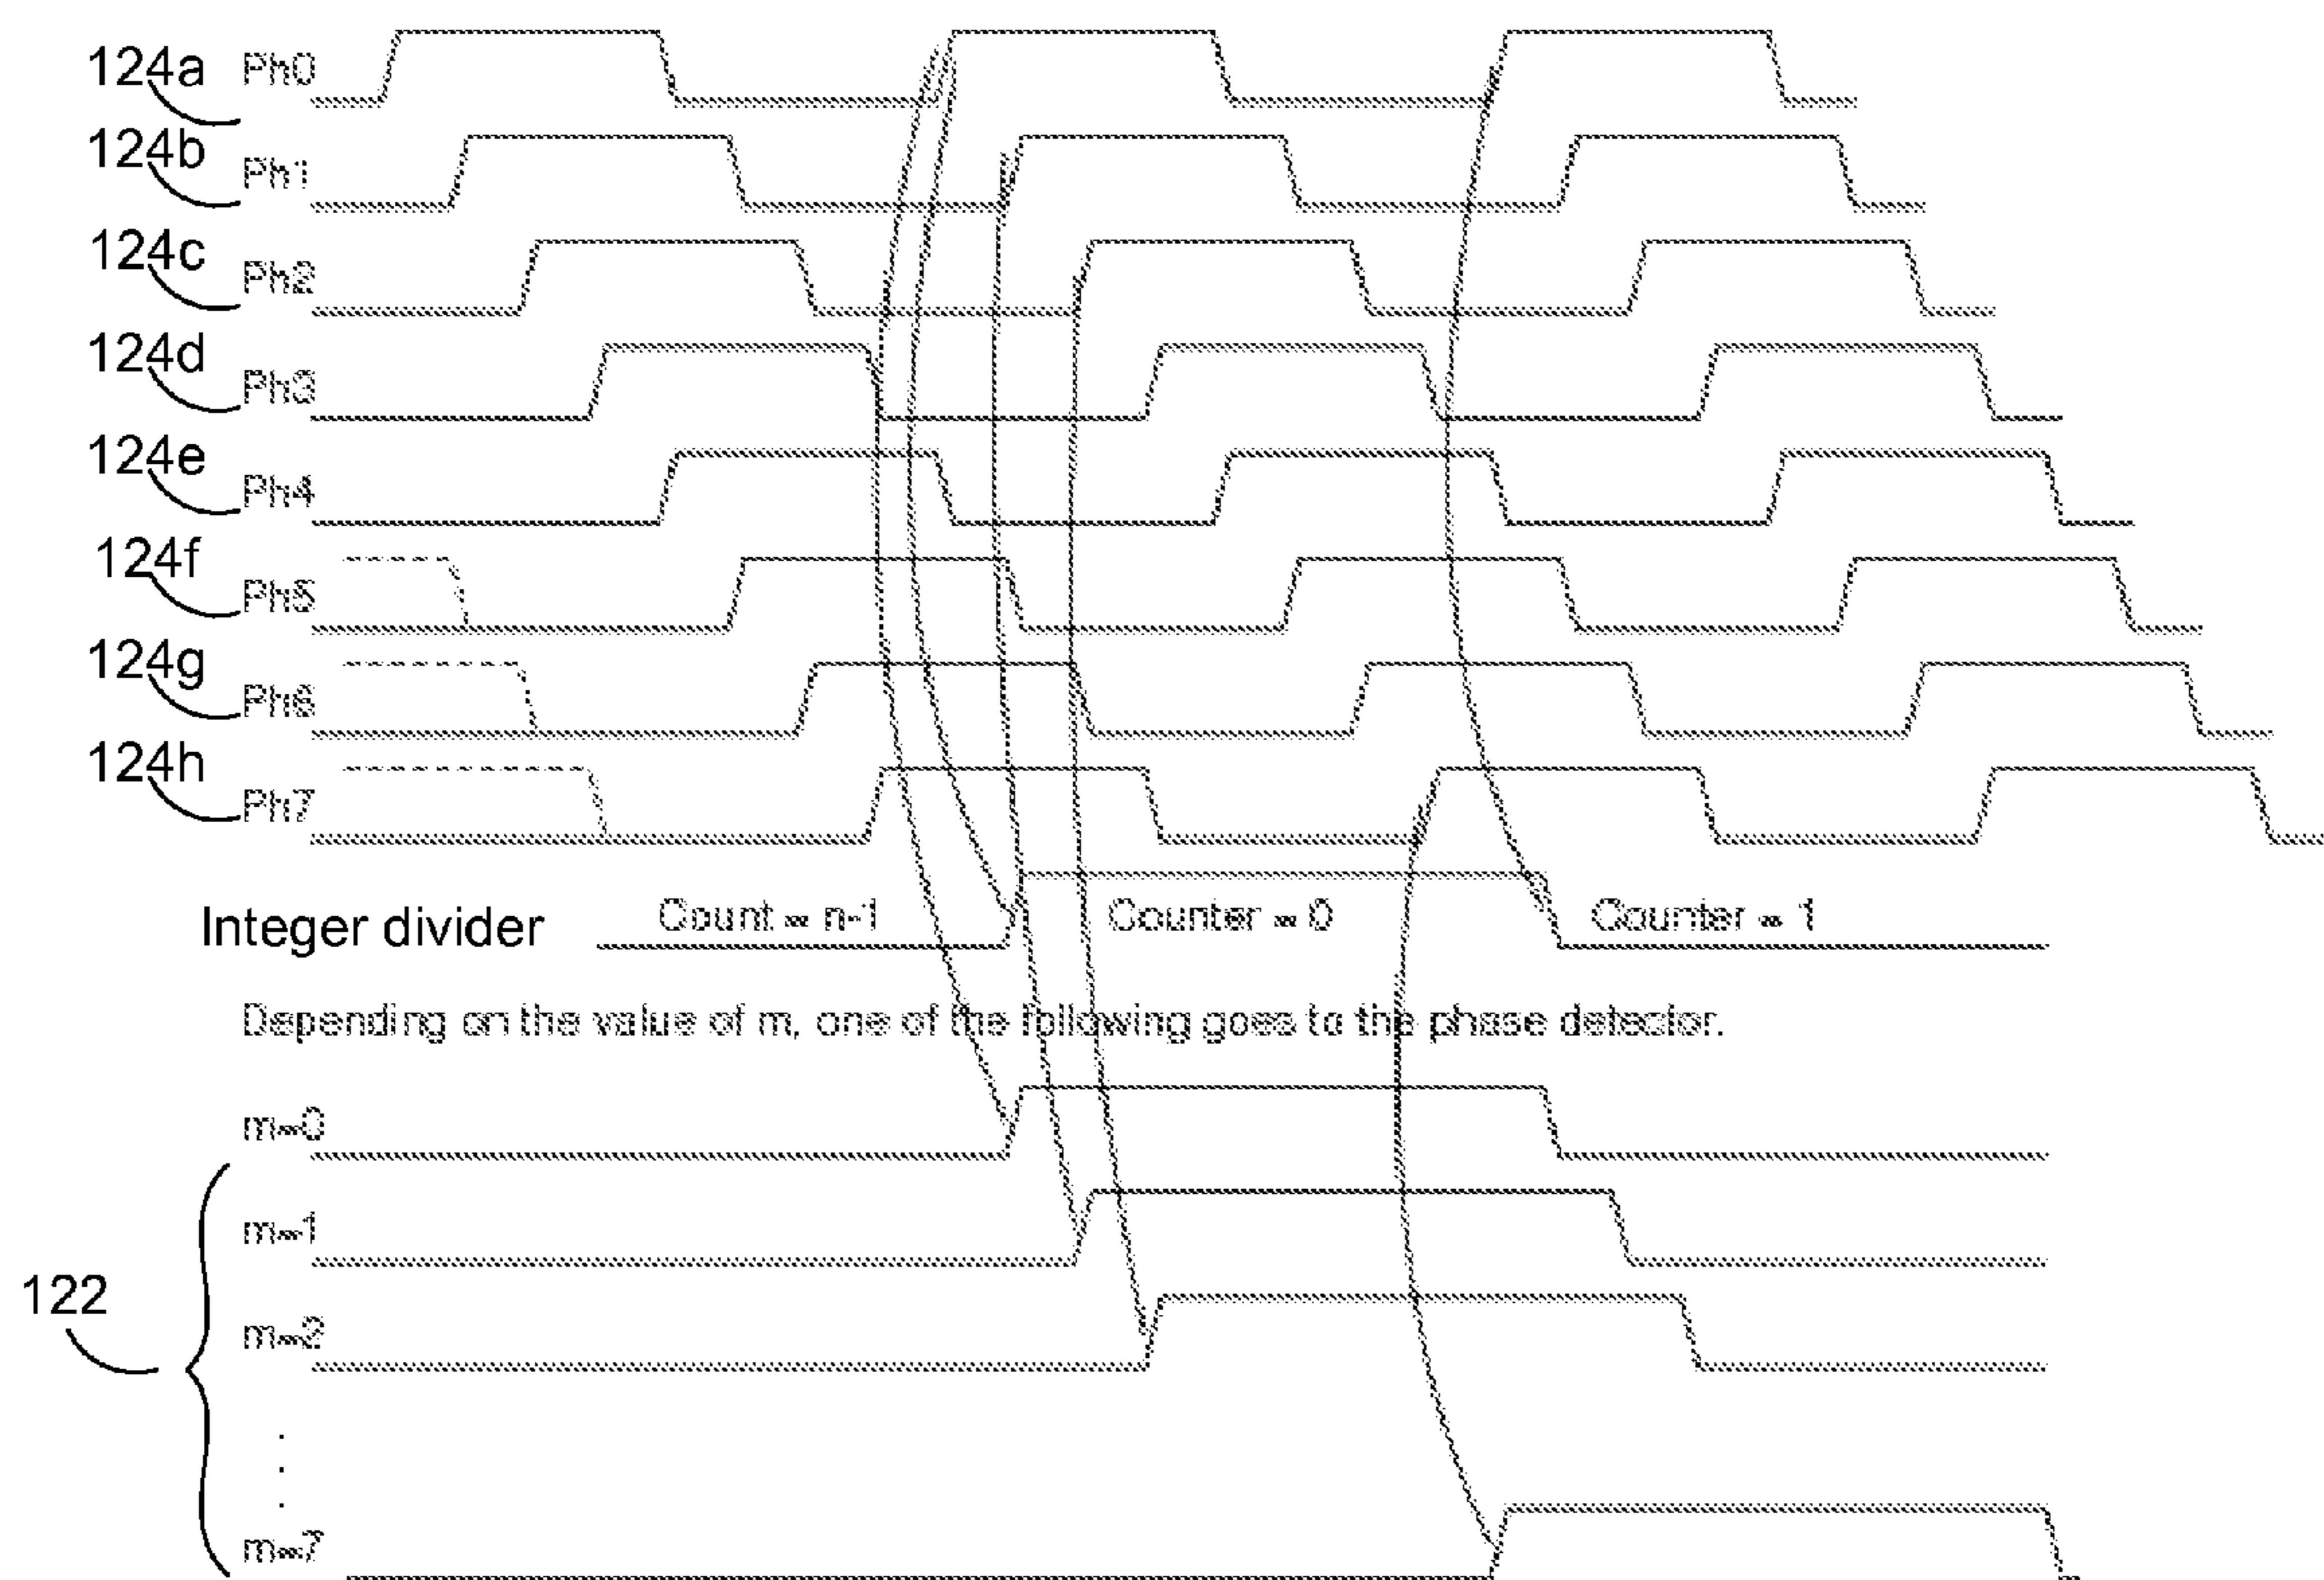 124a Ph0
124b Ph1
124c Ph2
124d Ph3
124e Ph4
124f Ph5
124g Ph6
124h Ph7
Integer divider Count = n-1 Counter = 0 Counter = 1
Depending on the value of m, one of the following goes to the phase detector.
m=0
m=1
122
m=2
m=7